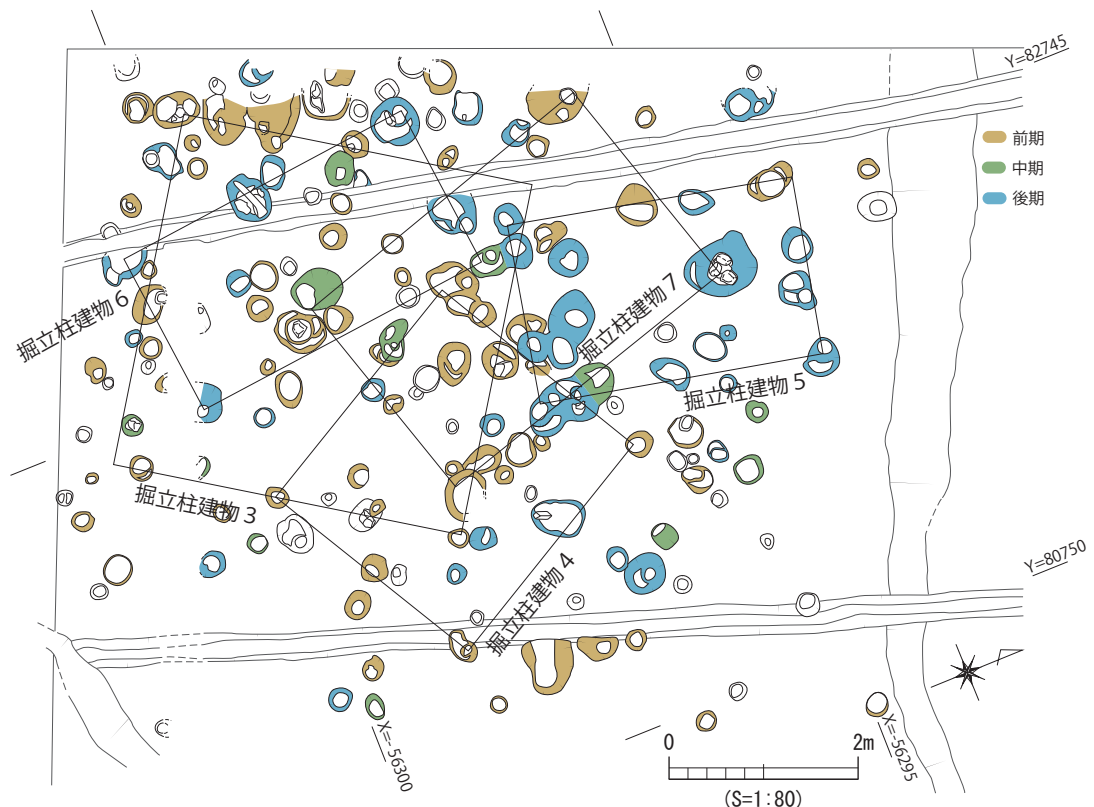 Y=82745
前期
中期
後期
掘立柱建物 6
掘立柱建物 7
掘立柱建物 5
掘立柱建物 3
掘立柱建物 4
Y=80750
X=-56300
X=-56295
0 2m
(S=1:80)